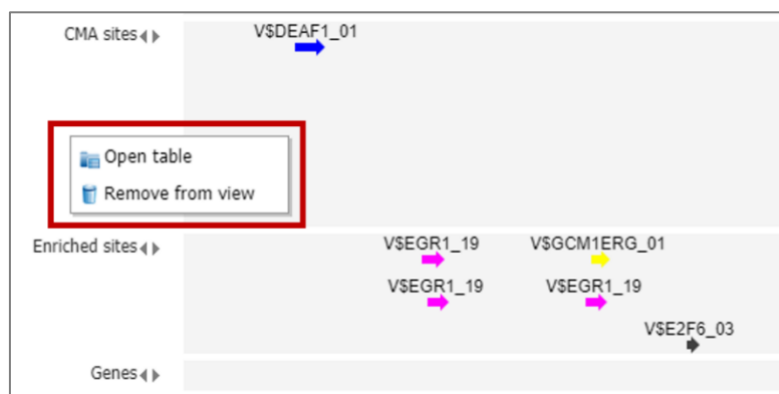 CMA sites
V$DEAF1_01
Open table
Remove from view
Enriched sites
V$EGR1_19 V$GCM1ERG_01
V$EGR1_19 V$EGR1_19
V$E2F6_03
Genes